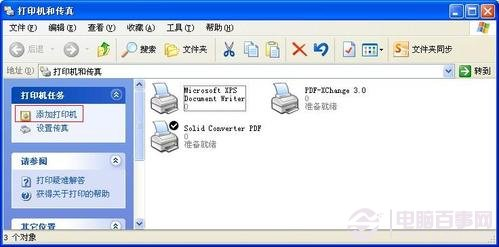 打印机和传真
文件(F) 编辑(E) 查看(V) 收藏(A) 工具(T) 帮助(H)
后退 搜索 文件夹 文件夹同步
地址(D) 打印机和传真 转到
打印机任务
添加打印机
设置传真
请参阅
打印疑难解答
获得关于打印的帮助
其它位置
Microsoft XPS
Document Writer
0
准备就绪
PDF-XChange 3.0
0
准备就绪
Solid Converter PDF
0
准备就绪
3 个对象
电脑百事网